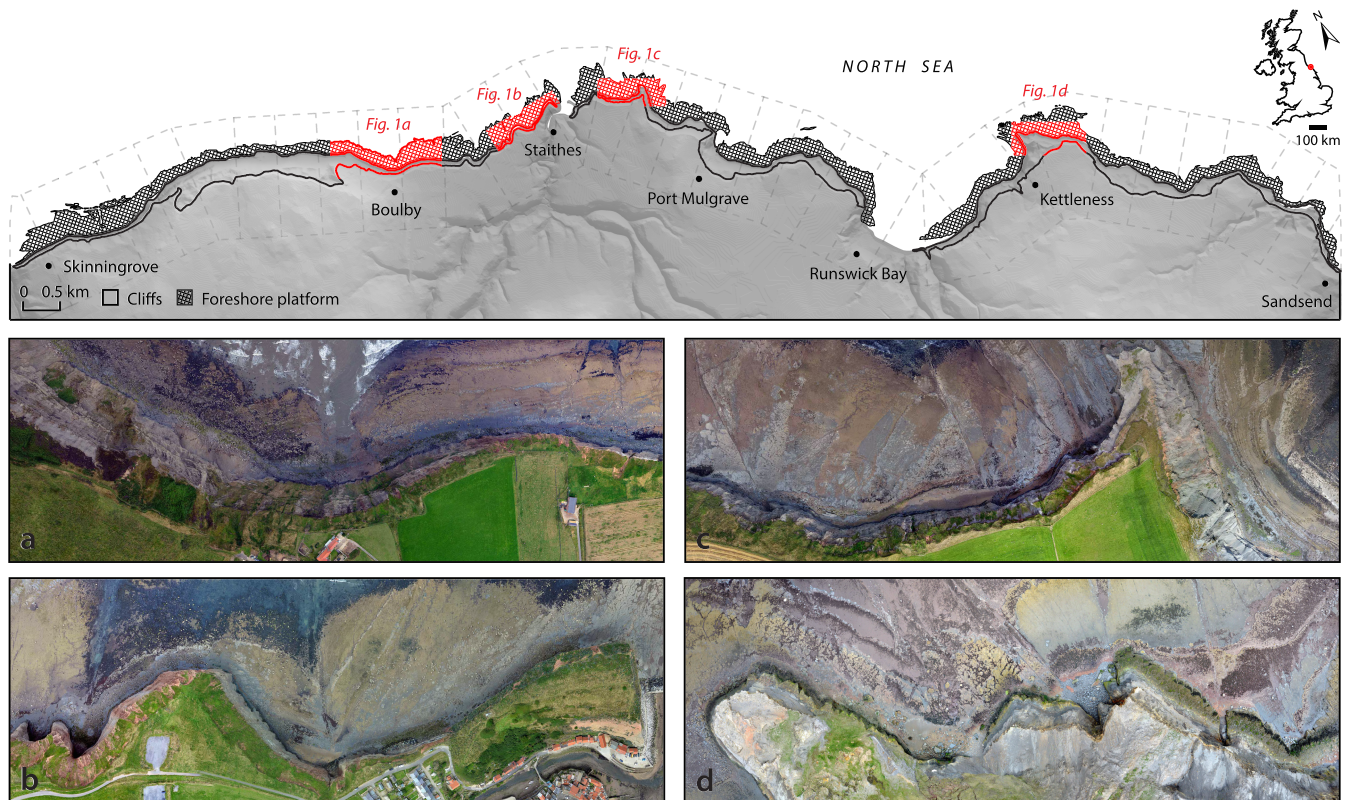 Fig. 1c
NORTH SEA
N
Fig. 1b
Fig. 1d
Fig. 1a
100 km
Staithes
Port Mulgrave
Kettleness
Boulby
Skinningrove
Runswick Bay
0 0.5 km
Cliffs
Foreshore platform
Sandsend
a
c
b
d